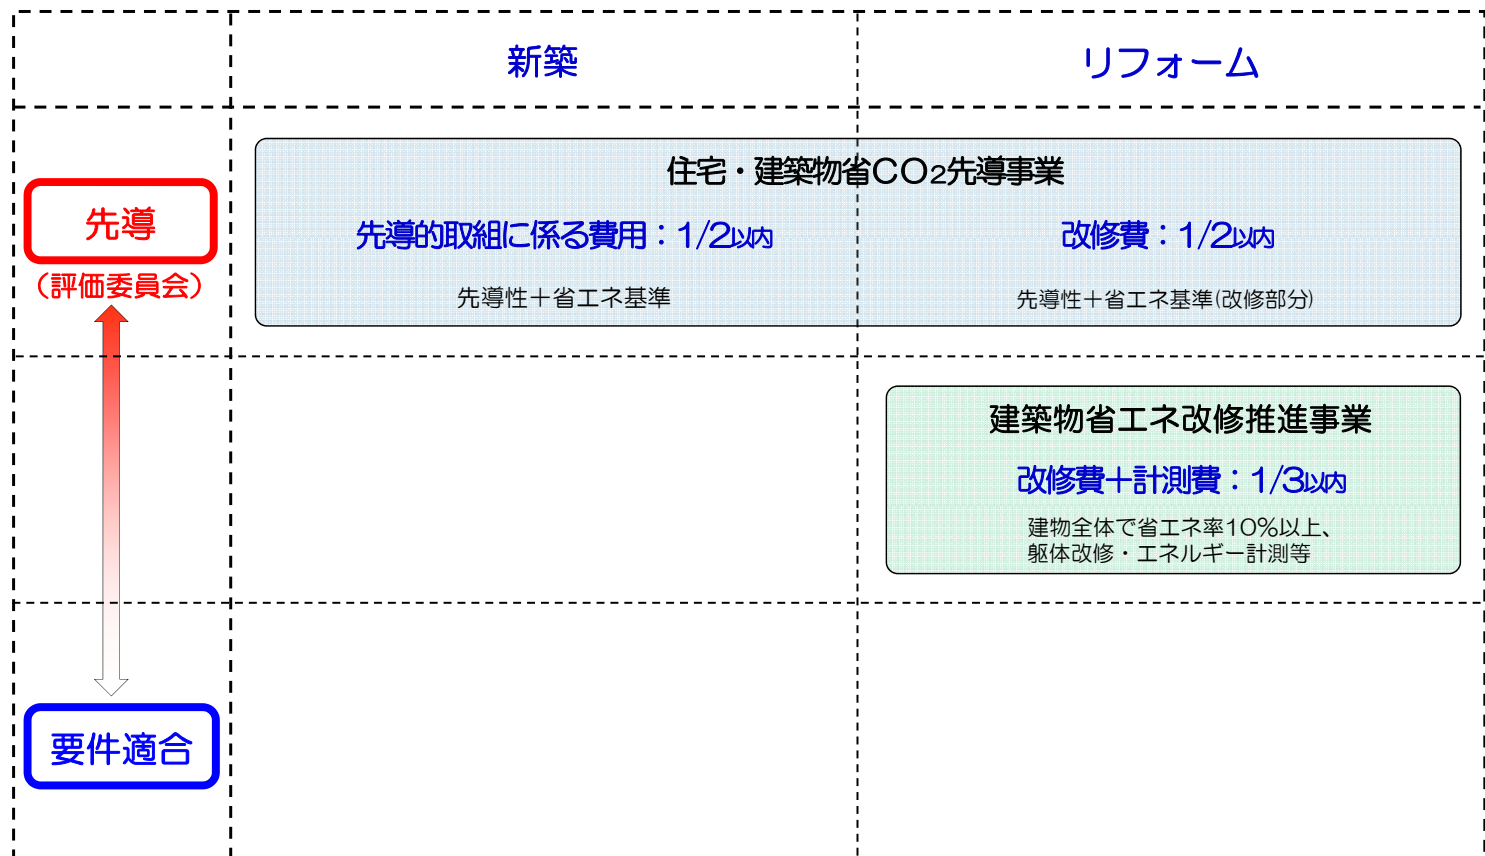 新築
リフォーム
住宅・建築物省CO2先導事業
先導
(評価委員会)
先導的取組に係る費用：1/2以内
改修費：1/2以内
先導性＋省エネ基準
先導性＋省エネ基準(改修部分)
建築物省エネ改修推進事業
改修費＋計測費：1/3以内
建物全体で省エネ率10％以上、
躯体改修・エネルギー計測等
要件適合